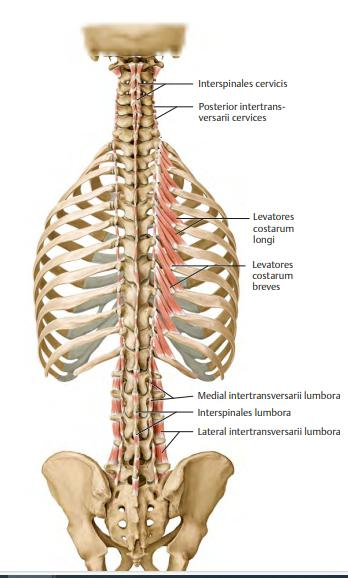 Interspinales cervicis
Posterior intertrans-
versarii cervices
Levatores
costarum
longi
Levatores
costarum
breves
Medial intertransversarii lumbora
Interspinales lumbora
Lateral intertransversarii lumbora